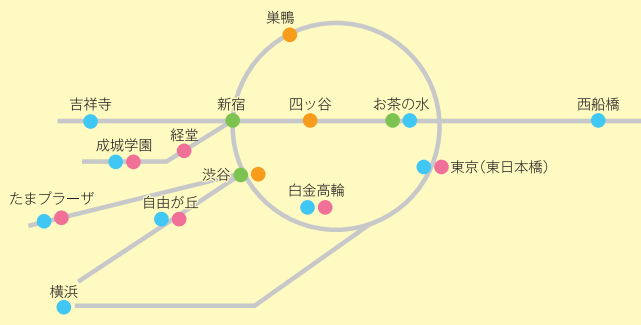 巣鴨
吉祥寺
新宿
四ッ谷
お茶の水
西船橋
経堂
成城学園
渋谷
東京(東日本橋)
白金高輪
たまプラーザ
自由が丘
横浜